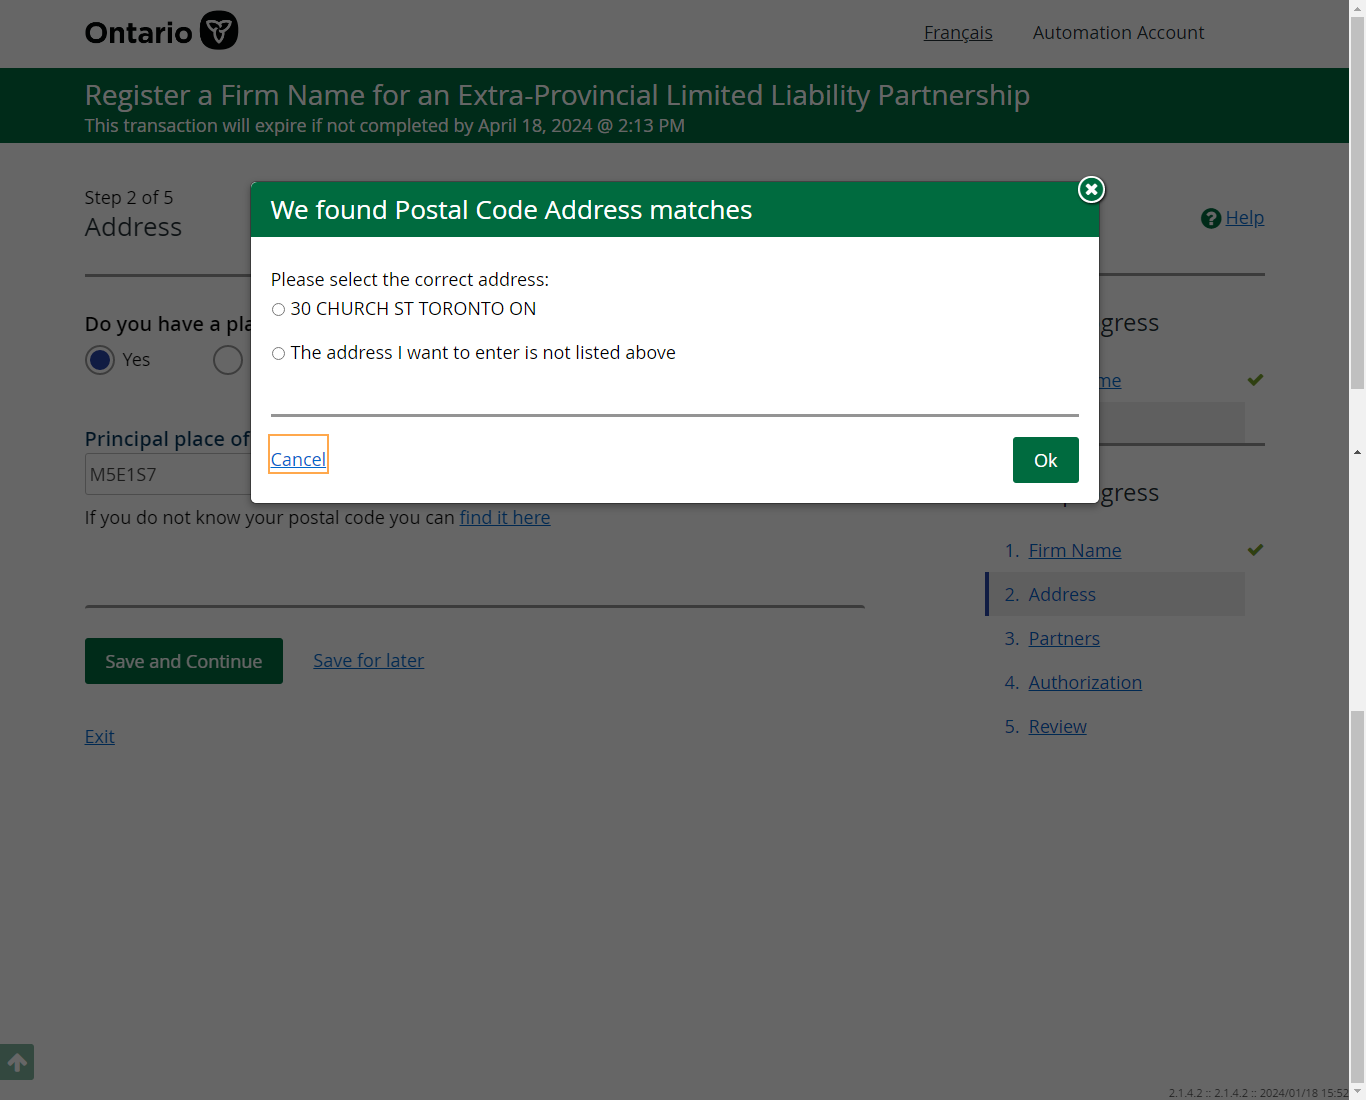 Ontario
Français
Automation Account
Register a Firm Name for an Extra-Provincial Limited Liability Partnership
This transaction will expire if not completed by April 18, 2024 @ 2:13 PM
Step 2 of 5
Address
Help
We found Postal Code Address matches
Please select the correct address:
30 CHURCH ST TORONTO ON
The address I want to enter is not listed above
Cancel
Ok
Do you have a pla
Yes
Principal place of
M5E1S7
If you do not know your postal code you can find it here
Save and Continue
Save for later
Exit
gress
me
gress
1. Firm Name
2. Address
3. Partners
4. Authorization
5. Review
2.1.4.2 :: 2.1.4.2 :: 2024/01/18 15:52